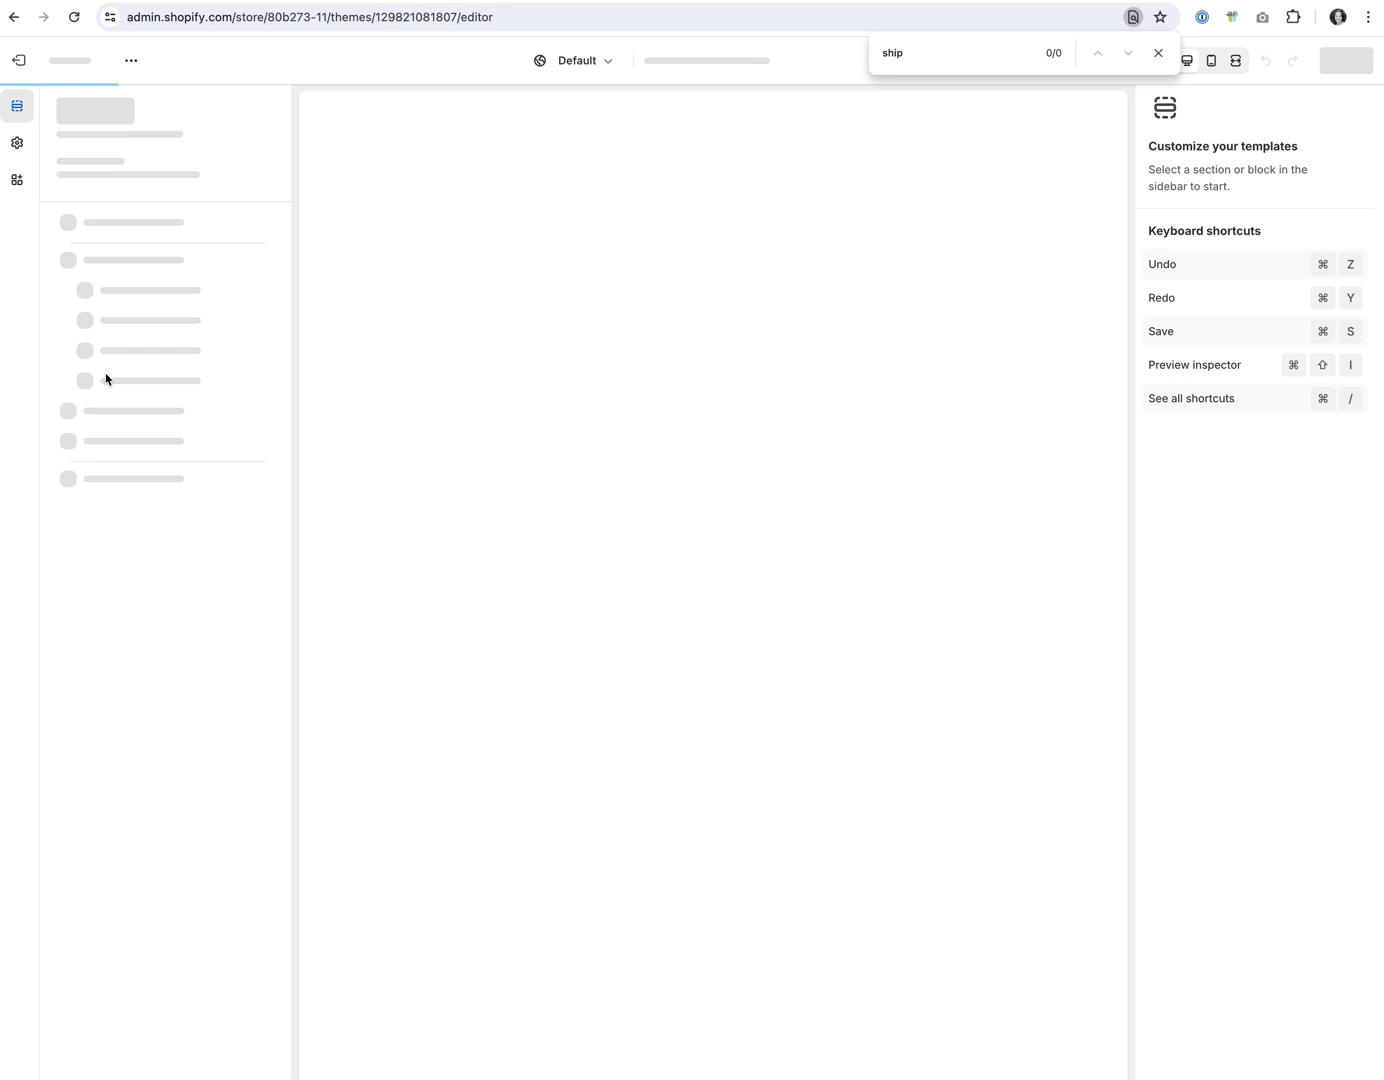 admin.shopify.com/store/80b273-11/themes/129821081807/editor
ship
0/0
Default
Customize your templates
Select a section or block in the
sidebar to start.
Keyboard shortcuts
Undo ⌘ Z
Redo ⌘ Y
Save ⌘ S
Preview inspector ⌘ ⇧ I
See all shortcuts ⌘ /